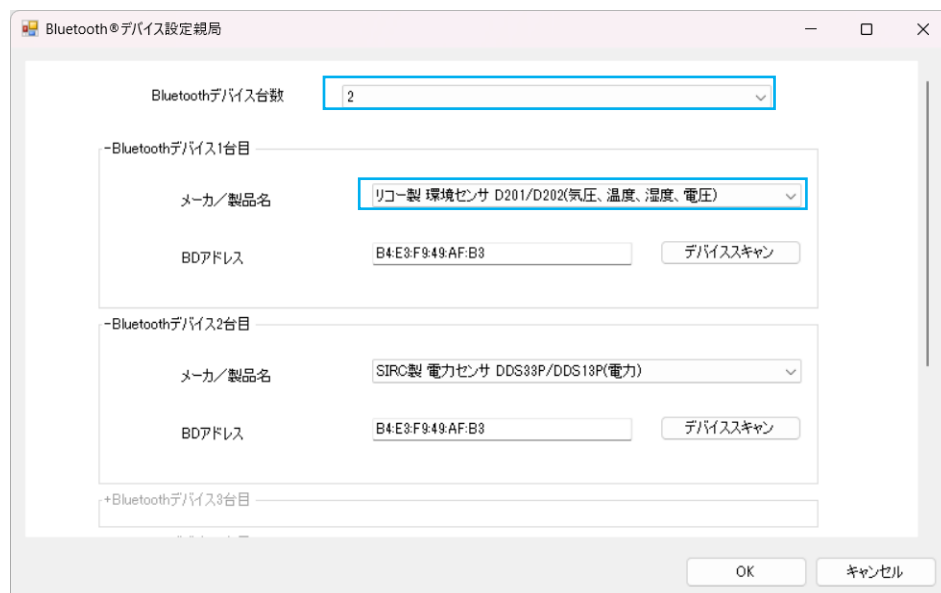 Bluetooth®デバイス設定親局
Bluetoothデバイス台数 2
-Bluetoothデバイス1台目
メーカ／製品名 リコー製 環境センサ D201/D202(気圧、温度、湿度、電圧)
BDアドレス B4:E3:F9:49:AF:B3 デバイススキャン
-Bluetoothデバイス2台目
メーカ／製品名 SIRC製 電力センサ DDS33P/DDS13P(電力)
BDアドレス B4:E3:F9:49:AF:B3 デバイススキャン
+Bluetoothデバイス3台目
OK キャンセル